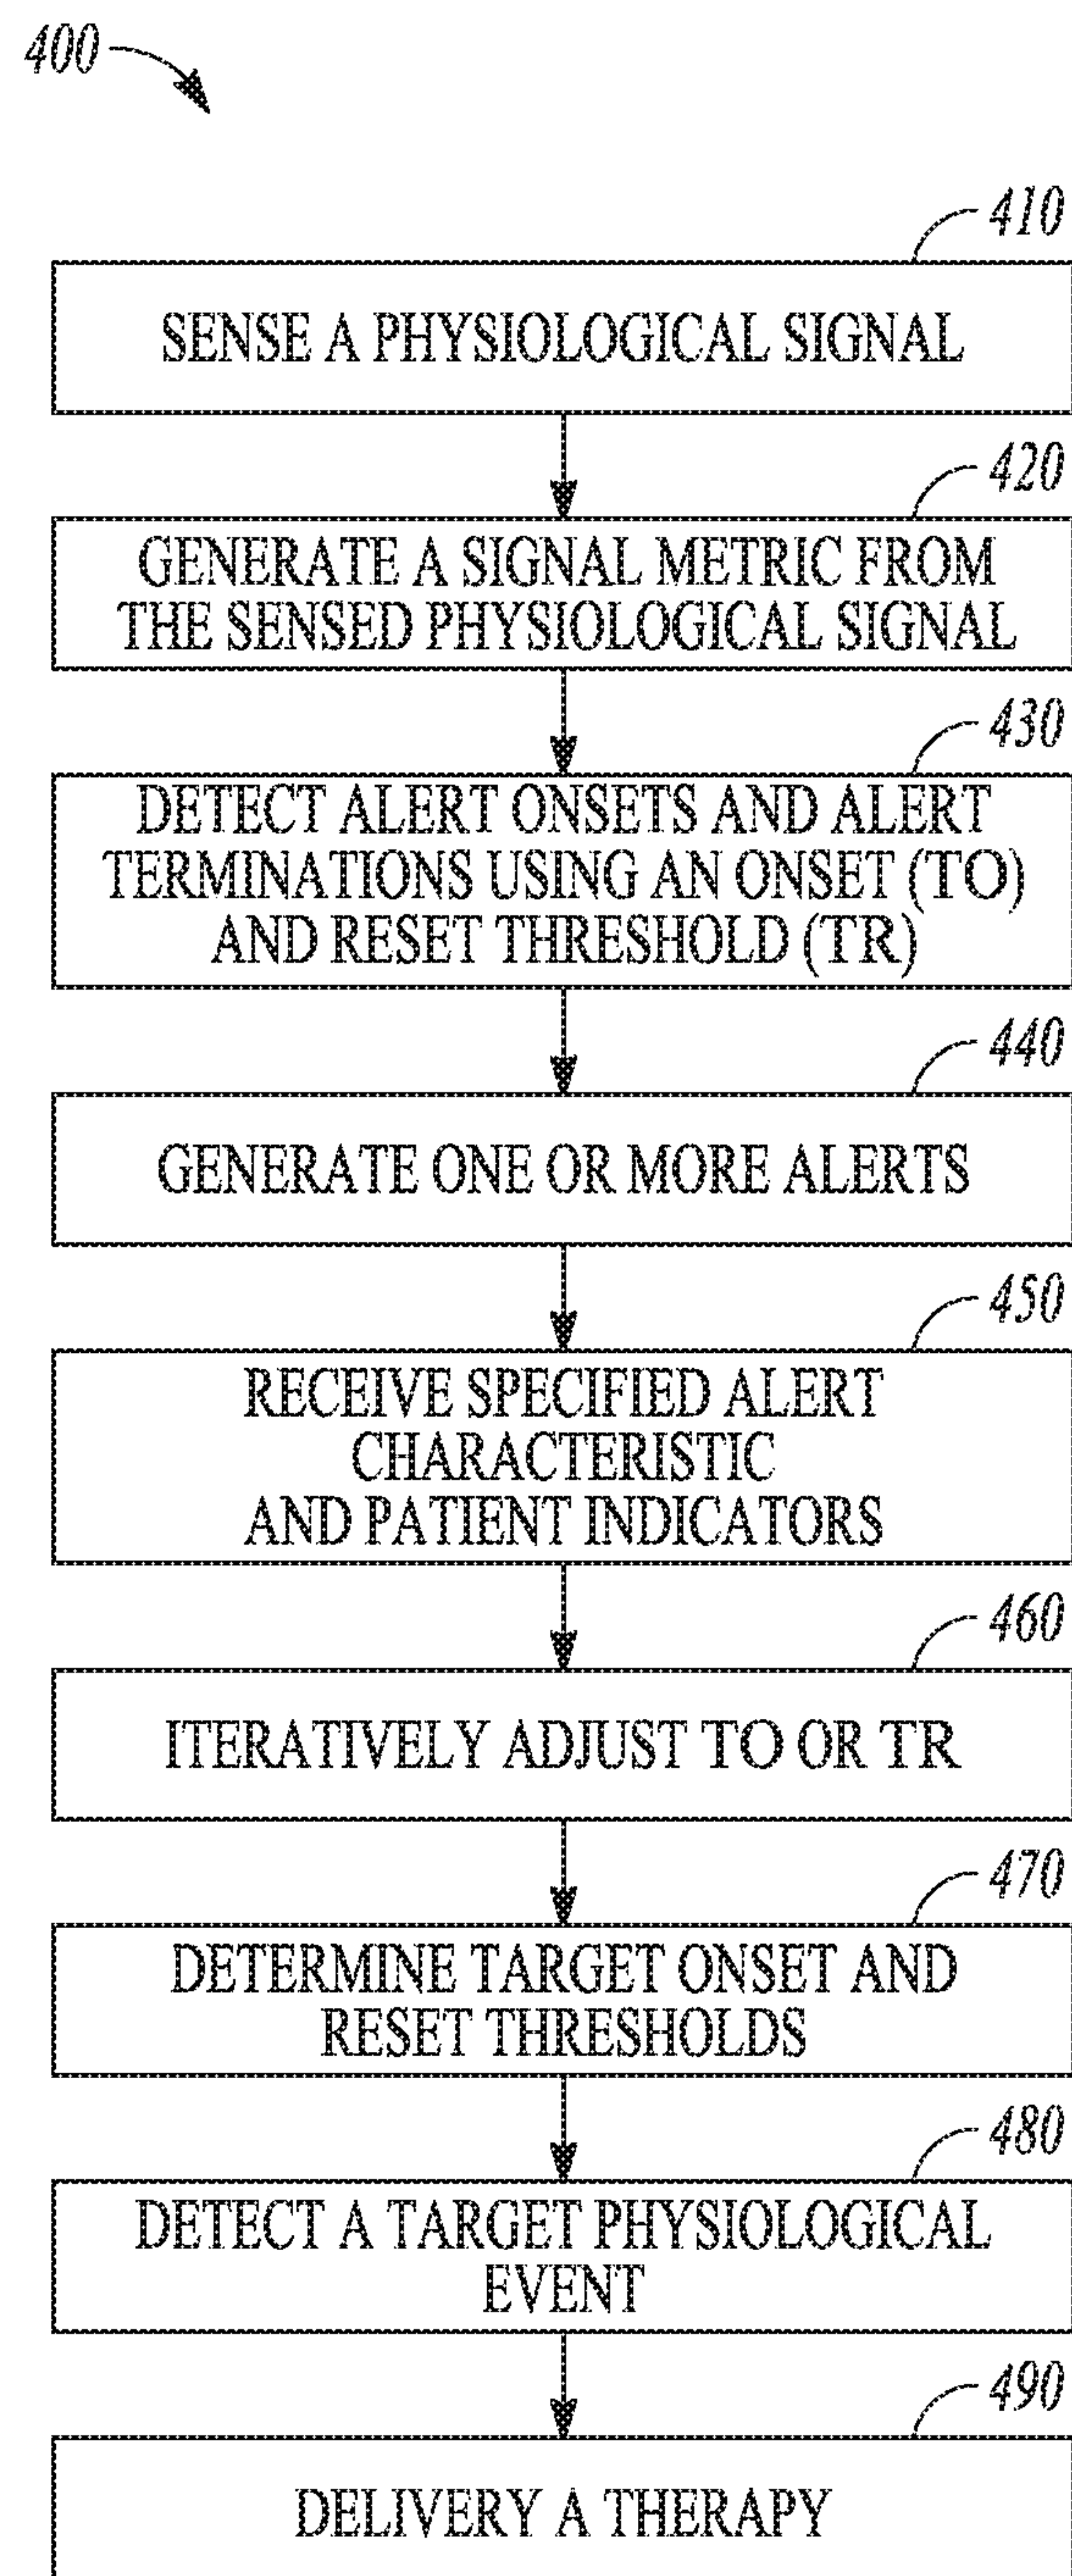 400
410
SENSE A PHYSIOLOGICAL SIGNAL
420
GENERATE A SIGNAL METRIC FROM
THE SENSED PHYSIOLOGICAL SIGNAL
430
DETECT ALERT ONSETS AND ALERT
TERMINATIONS USING AN ONSET (TO)
AND RESET THRESHOLD (TR)
440
GENERATE ONE OR MORE ALERTS
450
RECEIVE SPECIFIED ALERT
CHARACTERISTIC
AND PATIENT INDICATORS
460
ITERATIVELY ADJUST TO OR TR
470
DETERMINE TARGET ONSET AND
RESET THRESHOLDS
480
DETECT A TARGET PHYSIOLOGICAL
EVENT
490
DELIVERY A THERAPY